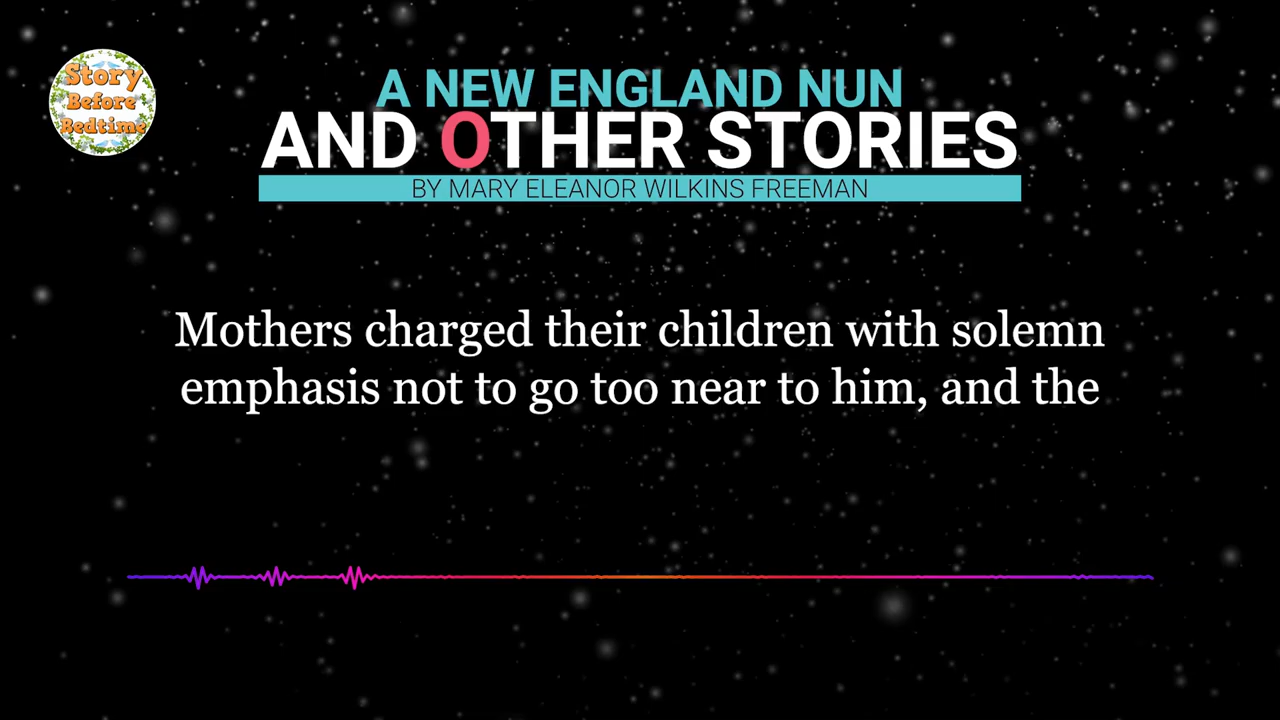 Story
Before
Bedtime
A NEW ENGLAND NUN
AND OTHER STORIES
BY MARY ELEANOR WILKINS FREEMAN
Mothers charged their children with solemn
emphasis not to go too near to him, and the